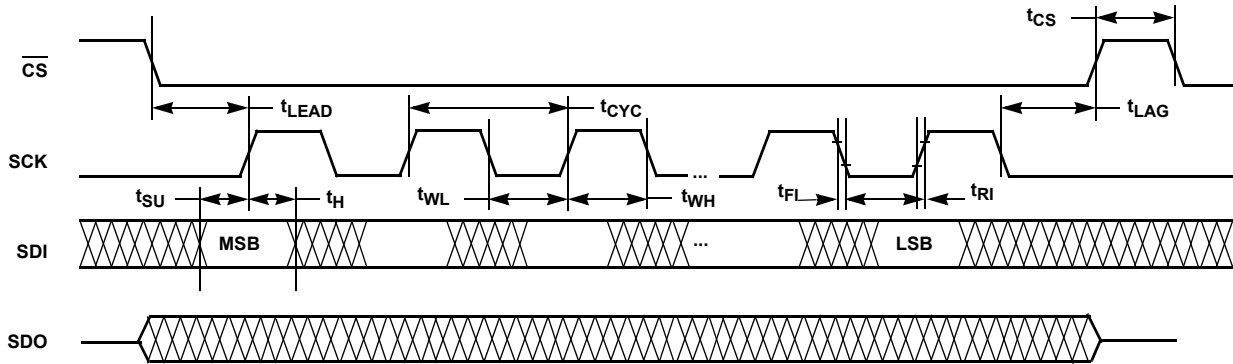 tCS
CS
tLEAD
tCYC
tLAG
SCK
...
tSU
tH
tWL
tWH
tFI
tRI
SDI
MSB
...
LSB
SDO